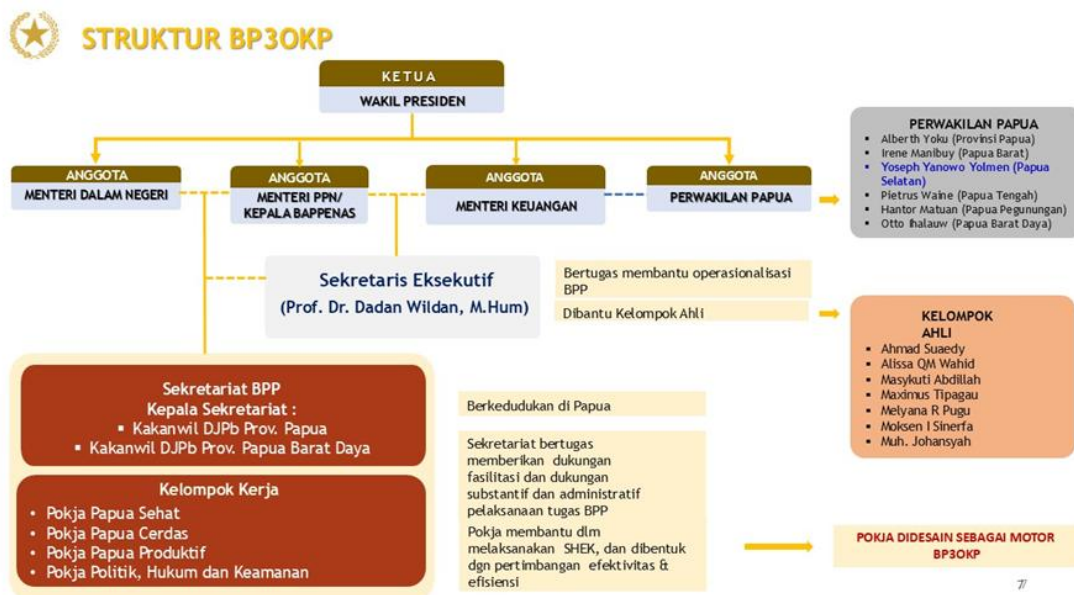 STRUKTUR BP3OKP
KETUA
WAKIL PRESIDEN
ANGGOTA
MENTERI DALAM NEGERI
ANGGOTA
MENTERI PPN/
KEPALA BAPPENAS
ANGGOTA
MENTERI KEUANGAN
ANGGOTA
PERWAKILAN PAPUA
PERWAKILAN PAPUA
▪ Alberth Yoku (Provinsi Papua)
▪ Irene Manibuy (Papua Barat)
▪ Yoseph Yanowo Yolmen (Papua
Selatan)
▪ Pietrus Waine (Papua Tengah)
▪ Hantor Matuan (Papua Pegunungan)
▪ Otto Ihalauw (Papua Barat Daya)
Sekretaris Eksekutif
(Prof. Dr. Dadan Wildan, M.Hum)
Bertugas membantu operasionalisasi
BPP
Dibantu Kelompok Ahli
KELOMPOK
AHLI
▪ Ahmad Suaedy
▪ Alissa QM Wahid
▪ Masykuti Abdillah
▪ Maximus Tipagau
▪ Melyana R Pugu
▪ Moksen I Sinerfa
▪ Muh. Johansyah
Sekretariat BPP
Kepala Sekretariat :
▪ Kakanwil DJPb Prov. Papua
▪ Kakanwil DJPb Prov. Papua Barat Daya
Berkedudukan di Papua
Sekretariat bertugas
memberikan dukungan
fasilitasi dan dukungan
substantif dan administratif
pelaksanaan tugas BPP
Kelompok Kerja
• Pokja Papua Sehat
• Pokja Papua Cerdas
• Pokja Papua Produktif
• Pokja Politik, Hukum dan Keamanan
Pokja membantu dlm
melaksanakan SHEK, dan dibentuk
dgn pertimbangan efektivitas &
efisiensi
POKJA DIDESAIN SEBAGAI MOTOR
BP3OKP